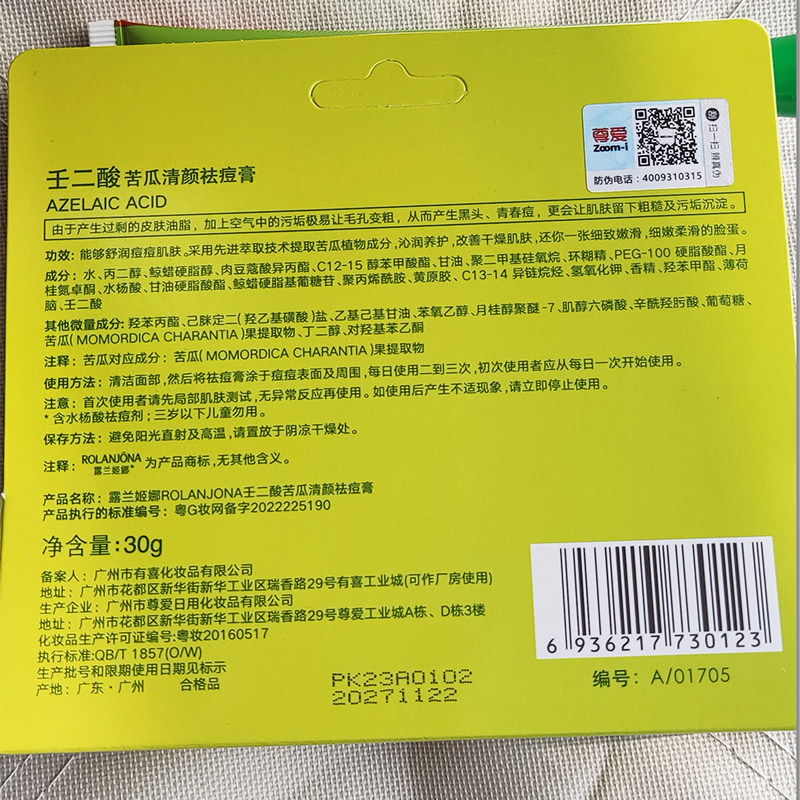 尊爱
Zoom-i
防伪电话：4009310315
扫一扫 辨真伪
壬二酸 苦瓜清颜祛痘膏
AZELAIC ACID
由于产生过剩的皮肤油脂，加上空气中的污垢极易让毛孔变粗，从而产生黑头、青春痘，更会让肌肤留下粗糙及污垢沉淀。
功效：能够舒润痘痘肌肤。采用先进萃取技术提取苦瓜植物成分，沁润养护，改善干燥肌肤，还你一张细致嫩滑，细嫩柔滑的脸蛋。
成分：水、丙二醇、鲸蜡硬脂醇、肉豆蔻酸异丙酯、C12-15 醇苯甲酸酯、甘油、聚二甲基硅氧烷、环糊精、PEG-100 硬脂酸酯、月
桂氮卓酮、水杨酸、甘油硬脂酸酯、鲸蜡硬脂基葡糖苷、聚丙烯酰胺、黄原胶、C13-14 异链烷烃、氢氧化钾、香精、羟苯甲酯、薄荷
脑、壬二酸
其他微量成分：羟苯丙酯、己脒定二（羟乙基磺酸）盐、乙基己基甘油、苯氧乙醇、月桂醇聚醚-7、肌醇六磷酸、辛酰羟肟酸、葡萄糖、
苦瓜（MOMORDICA CHARANTIA）果提取物、丁二醇、对羟基苯乙酮
注释：苦瓜对应成分：苦瓜（MOMORDICA CHARANTIA）果提取物
使用方法：清洁面部，然后将祛痘膏涂于痘痘表面及周围，每日使用二到三次，初次使用者应从每日一次开始使用。
注意：首次使用者请先局部肌肤测试，无异常反应再使用。如使用后产生不适现象，请立即停止使用。
*含水杨酸祛痘剂；三岁以下儿童勿用。
保存方法：避免阳光直射及高温，请置放于阴凉干燥处。
注释：ROLANJÓNA 露兰姬娜* 为产品商标，无其他含义。
产品名称：露兰姬娜ROLANJONA壬二酸苦瓜清颜祛痘膏
产品执行的标准编号：粤G妆网备字2022225190
净含量：30g
备案人：广州市有喜化妆品有限公司
地址：广州市花都区新华街新华工业区瑞香路29号有喜工业城(可作厂房使用)
生产企业：广州市尊爱日用化妆品有限公司
地址：广州市花都区新华街新华工业区瑞香路29号尊爱工业城A栋、D栋3楼
化妆品生产许可证编号:粤妆20160517
执行标准:QB/T 1857(O/W)
生产批号和限期使用日期见标示
产地：广东·广州 合格品
PK23A0102
20271122
6 936217 730123
编号：A/01705